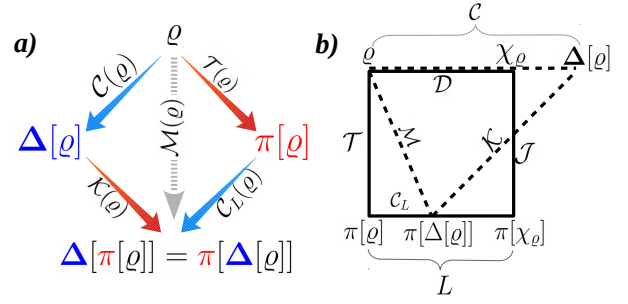 a)
ϱ
𝒞(ϱ)
𝒯(ϱ)
ℳ(ϱ)
Δ[ϱ]
π[ϱ]
𝒦(ϱ)
𝒞_L(ϱ)
Δ[π[ϱ]] = π[Δ[ϱ]]
b)
𝒞
ϱ
χ_ϱ
Δ[ϱ]
𝒟
𝒯
ℳ
𝒦
𝒥
𝒞_L
π[ϱ]
π[Δ[ϱ]]
π[χ_ϱ]
L